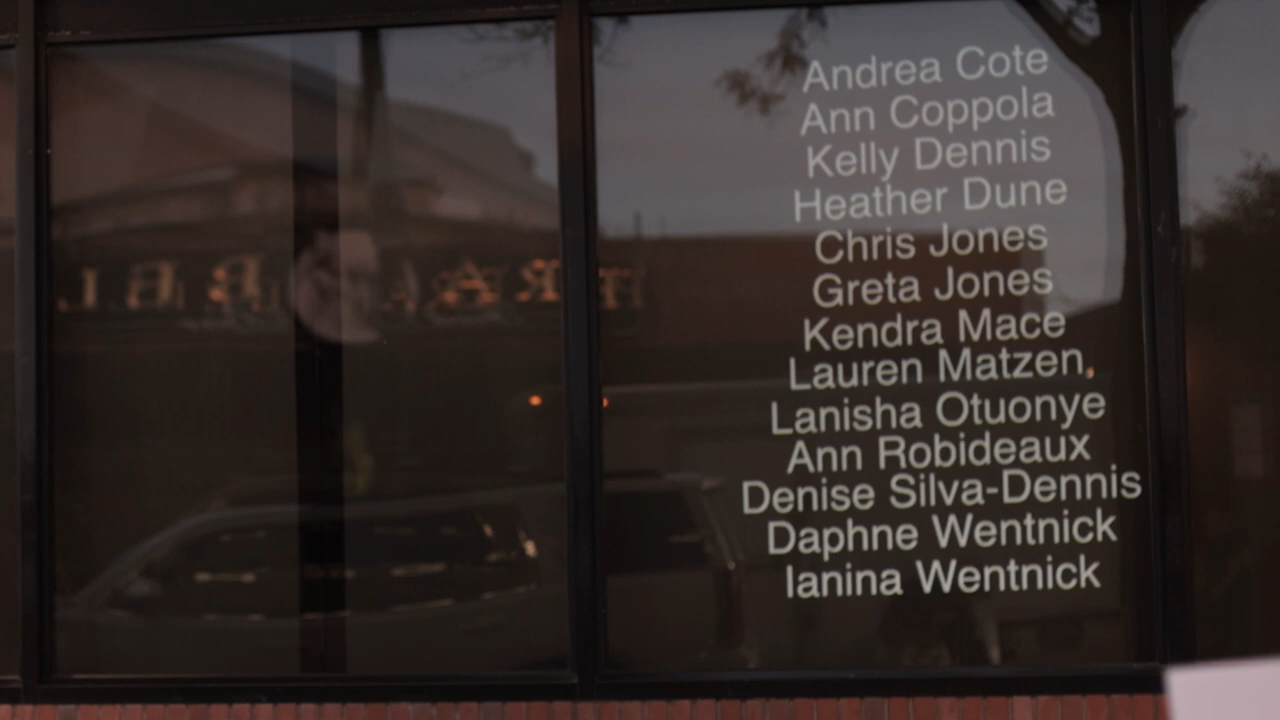 Andrea Cote
Ann Coppola
Kelly Dennis
Heather Dune
Chris Jones
Greta Jones
Kendra Mace
Lauren Matzen
Lanisha Otuonye
Ann Robideaux
Denise Silva-Dennis
Daphne Wentnick
Ianina Wentnick